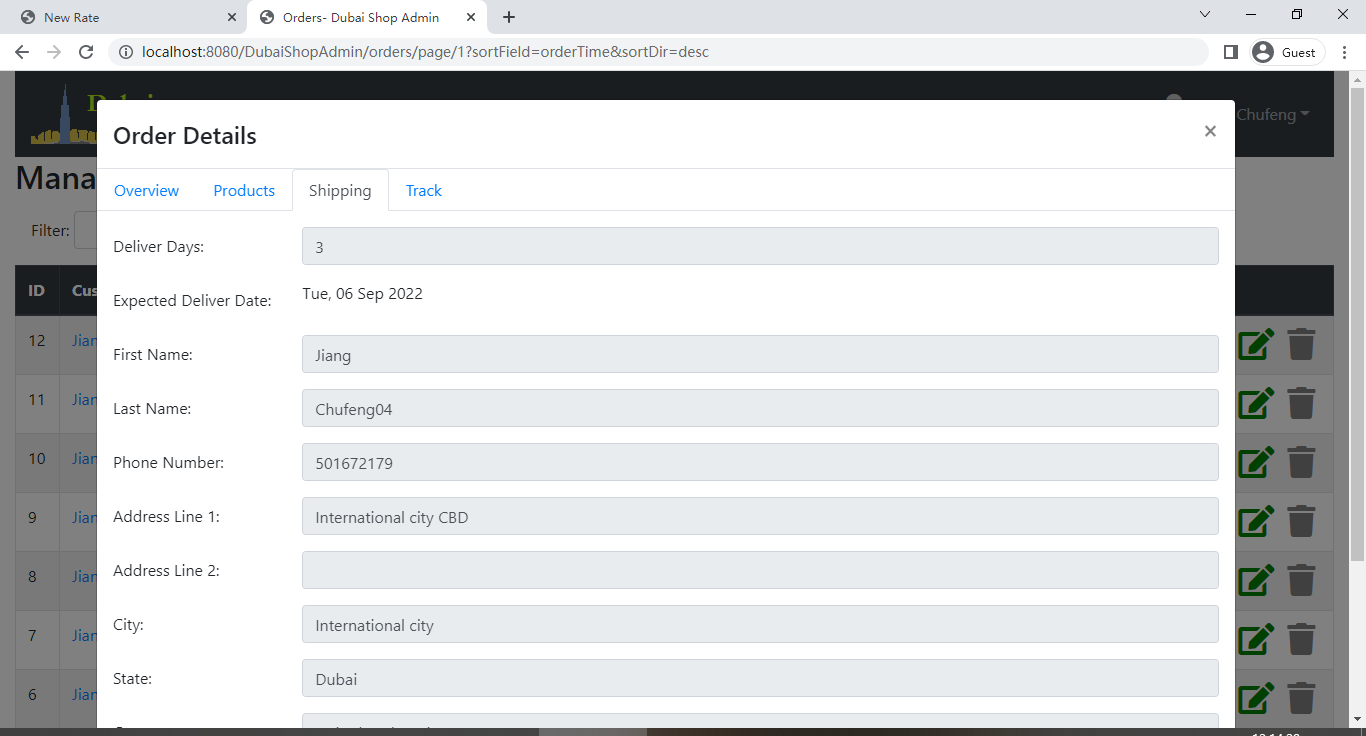 New Rate
Orders- Dubai Shop Admin
localhost:8080/DubaiShopAdmin/orders/page/1?sortField=orderTime&sortDir=desc
Guest
Chufeng
Order Details
Overview Products Shipping Track
Filter:
Deliver Days: 3
Expected Deliver Date: Tue, 06 Sep 2022
First Name: Jiang
Last Name: Chufeng04
Phone Number: 501672179
Address Line 1: International city CBD
Address Line 2:
City: International city
State: Dubai
Mana
ID Cus
12 Jian
11 Jian
10 Jian
9 Jian
8 Jian
7 Jian
6 Jian